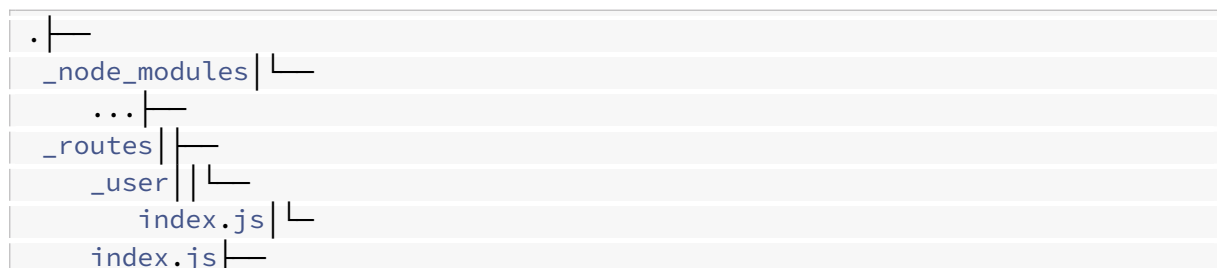 .├──
_node_modules│└──
...├──
_routes│├──
_user││└──
index.js│└─
index.js├──